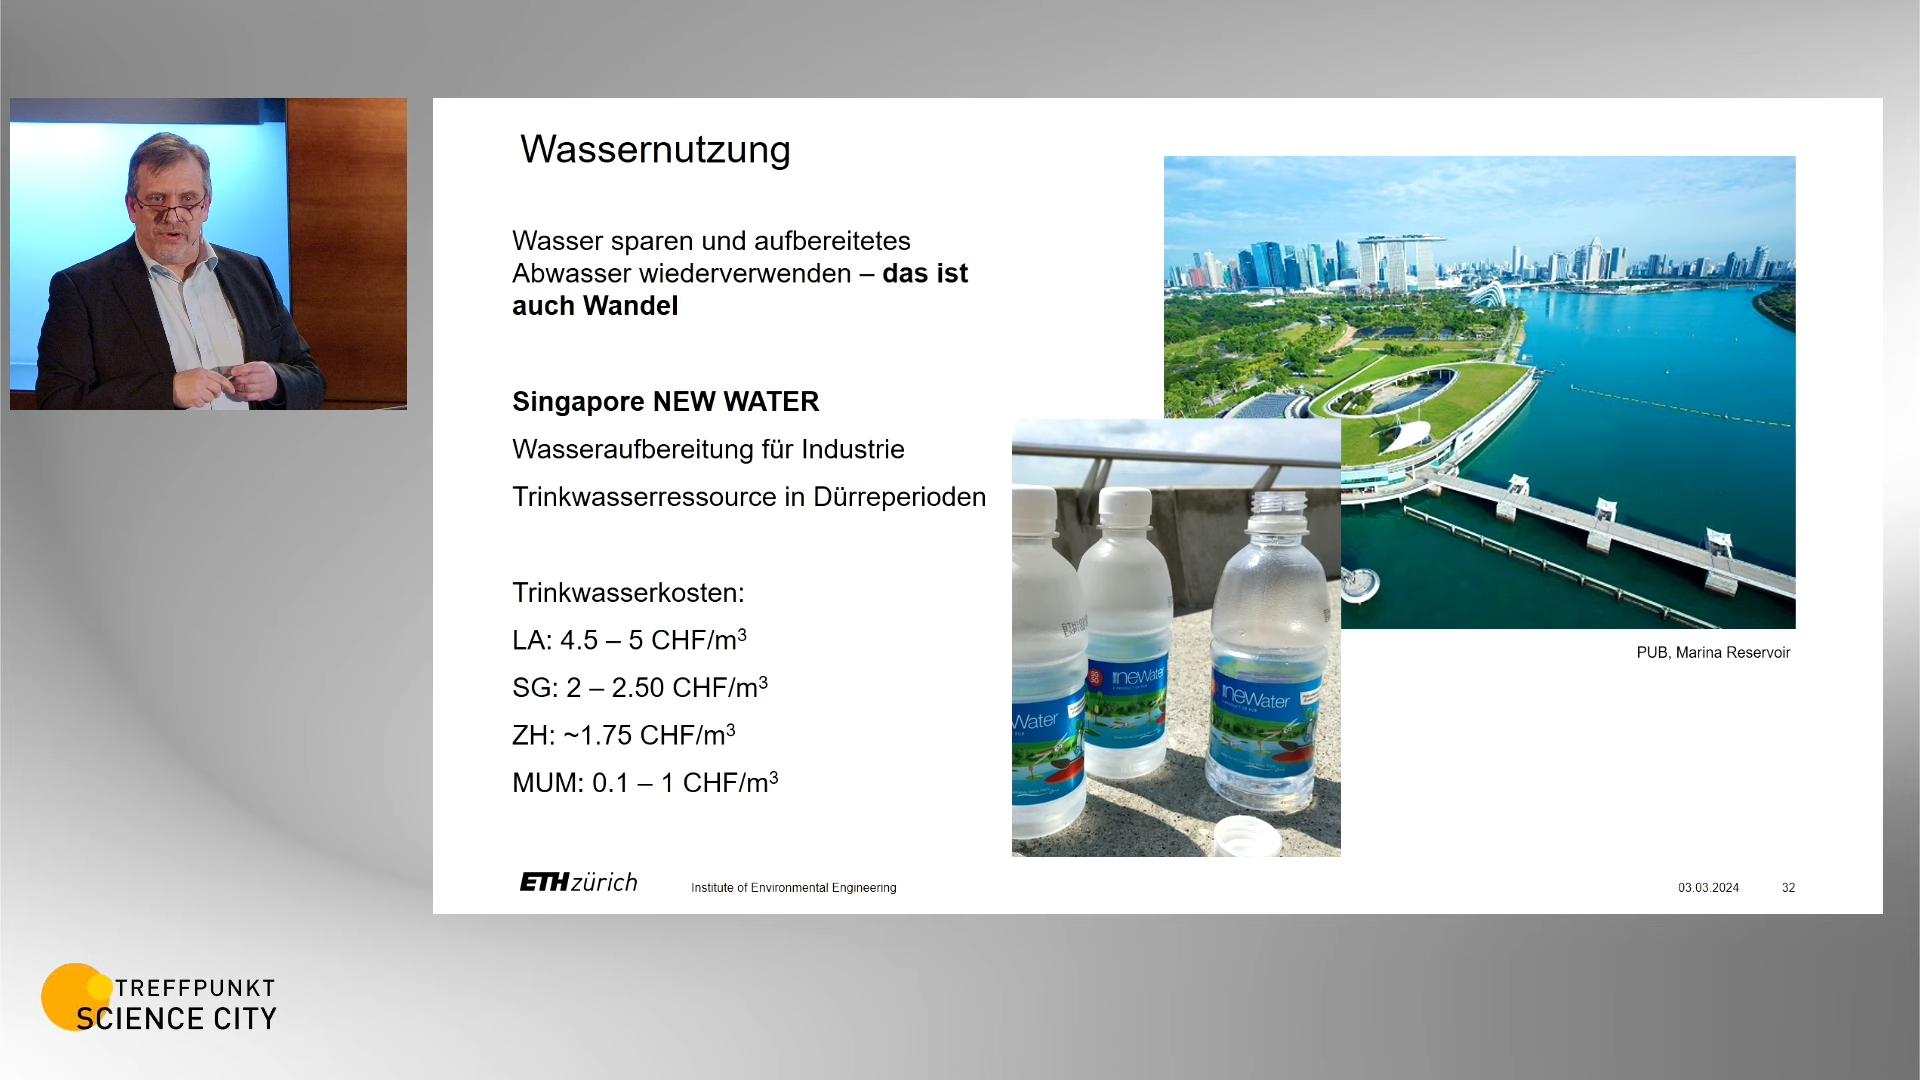 Wassernutzung
Wasser sparen und aufbereitetes
Abwasser wiederverwenden – das ist
auch Wandel
Singapore NEW WATER
Wasseraufbereitung für Industrie
Trinkwasserressource in Dürreperioden
Trinkwasserkosten:
LA: 4.5 – 5 CHF/m³
SG: 2 – 2.50 CHF/m³
ZH: ~1.75 CHF/m³
MUM: 0.1 – 1 CHF/m³
Water
neWater
neWater
PUB, Marina Reservoir
ETH zürich
Institute of Environmental Engineering
03.03.2024
32
TREFFPUNKT
SCIENCE CITY